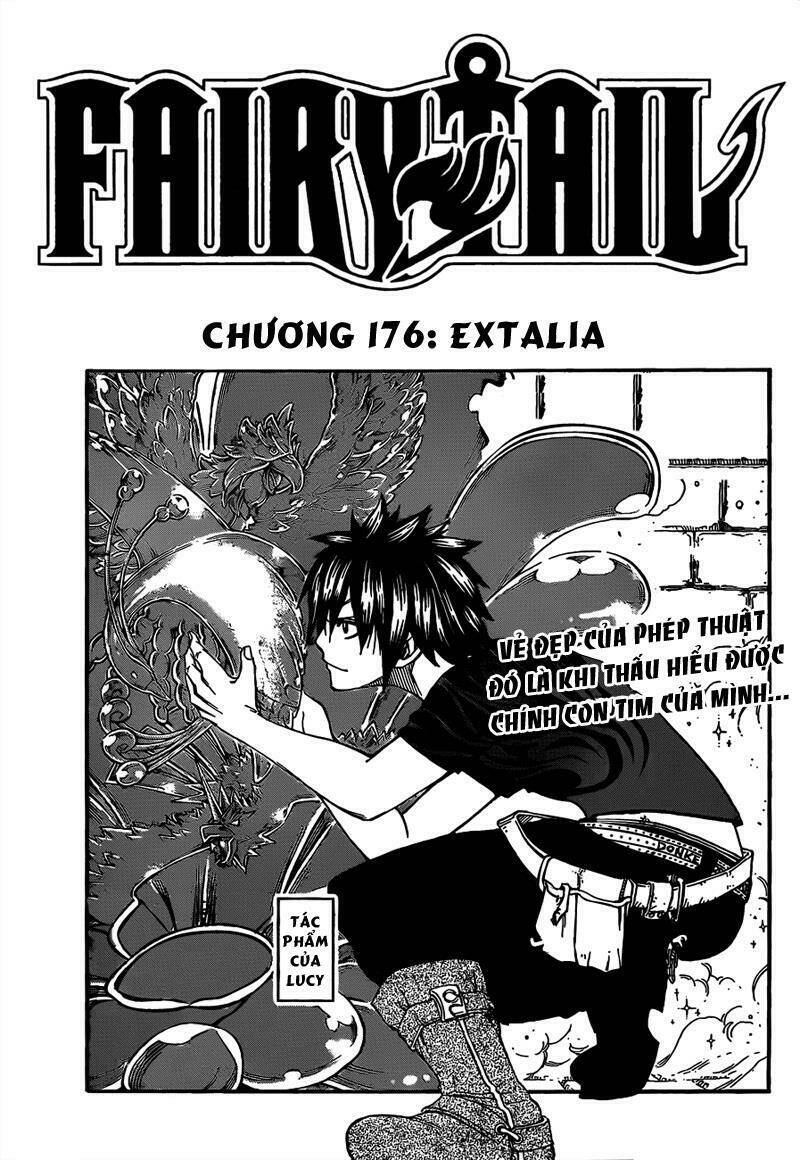 FAIRY TAIL
CHƯƠNG 176: EXTALIA
VẺ ĐẸP CỦA PHÉP THUẬT
ĐÓ LÀ KHI THẤU HIỂU ĐƯỢC
CHÍNH CON TIM CỦA MÌNH...
DONKE
TÁC
PHẨM
CỦA
LUCY